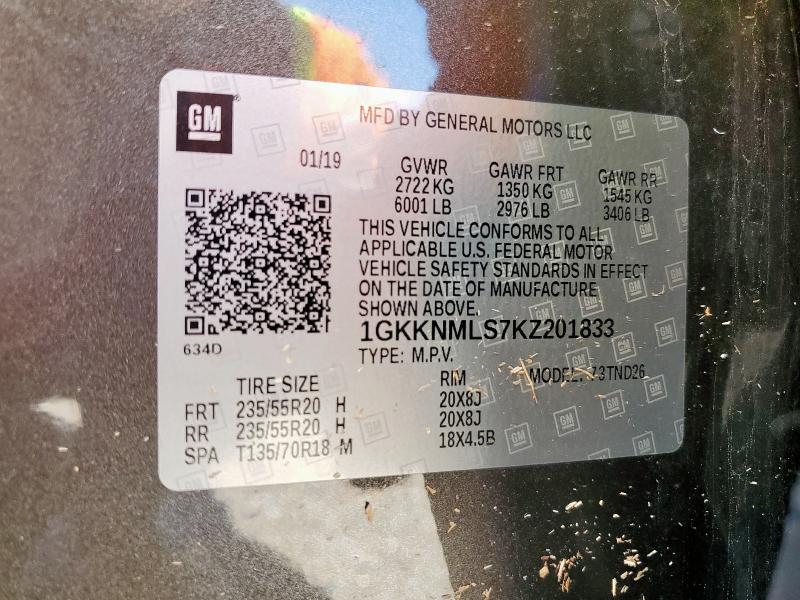 GM
MFD BY GENERAL MOTORS LLC
01/19
GVWR GAWR FRT GAWR RR
2722 KG 1350 KG 1545 KG
6001 LB 2976 LB 3406 LB
THIS VEHICLE CONFORMS TO ALL
APPLICABLE U.S. FEDERAL MOTOR
VEHICLE SAFETY STANDARDS IN EFFECT
ON THE DATE OF MANUFACTURE
SHOWN ABOVE.
1GKKNMLS7KZ201833
634D
TYPE: M.P.V.
TIRE SIZE RIM MODEL: 73TND26
FRT 235/55R20 H 20X8J
RR 235/55R20 H 20X8J
SPA T135/70R18 M 18X4.5B